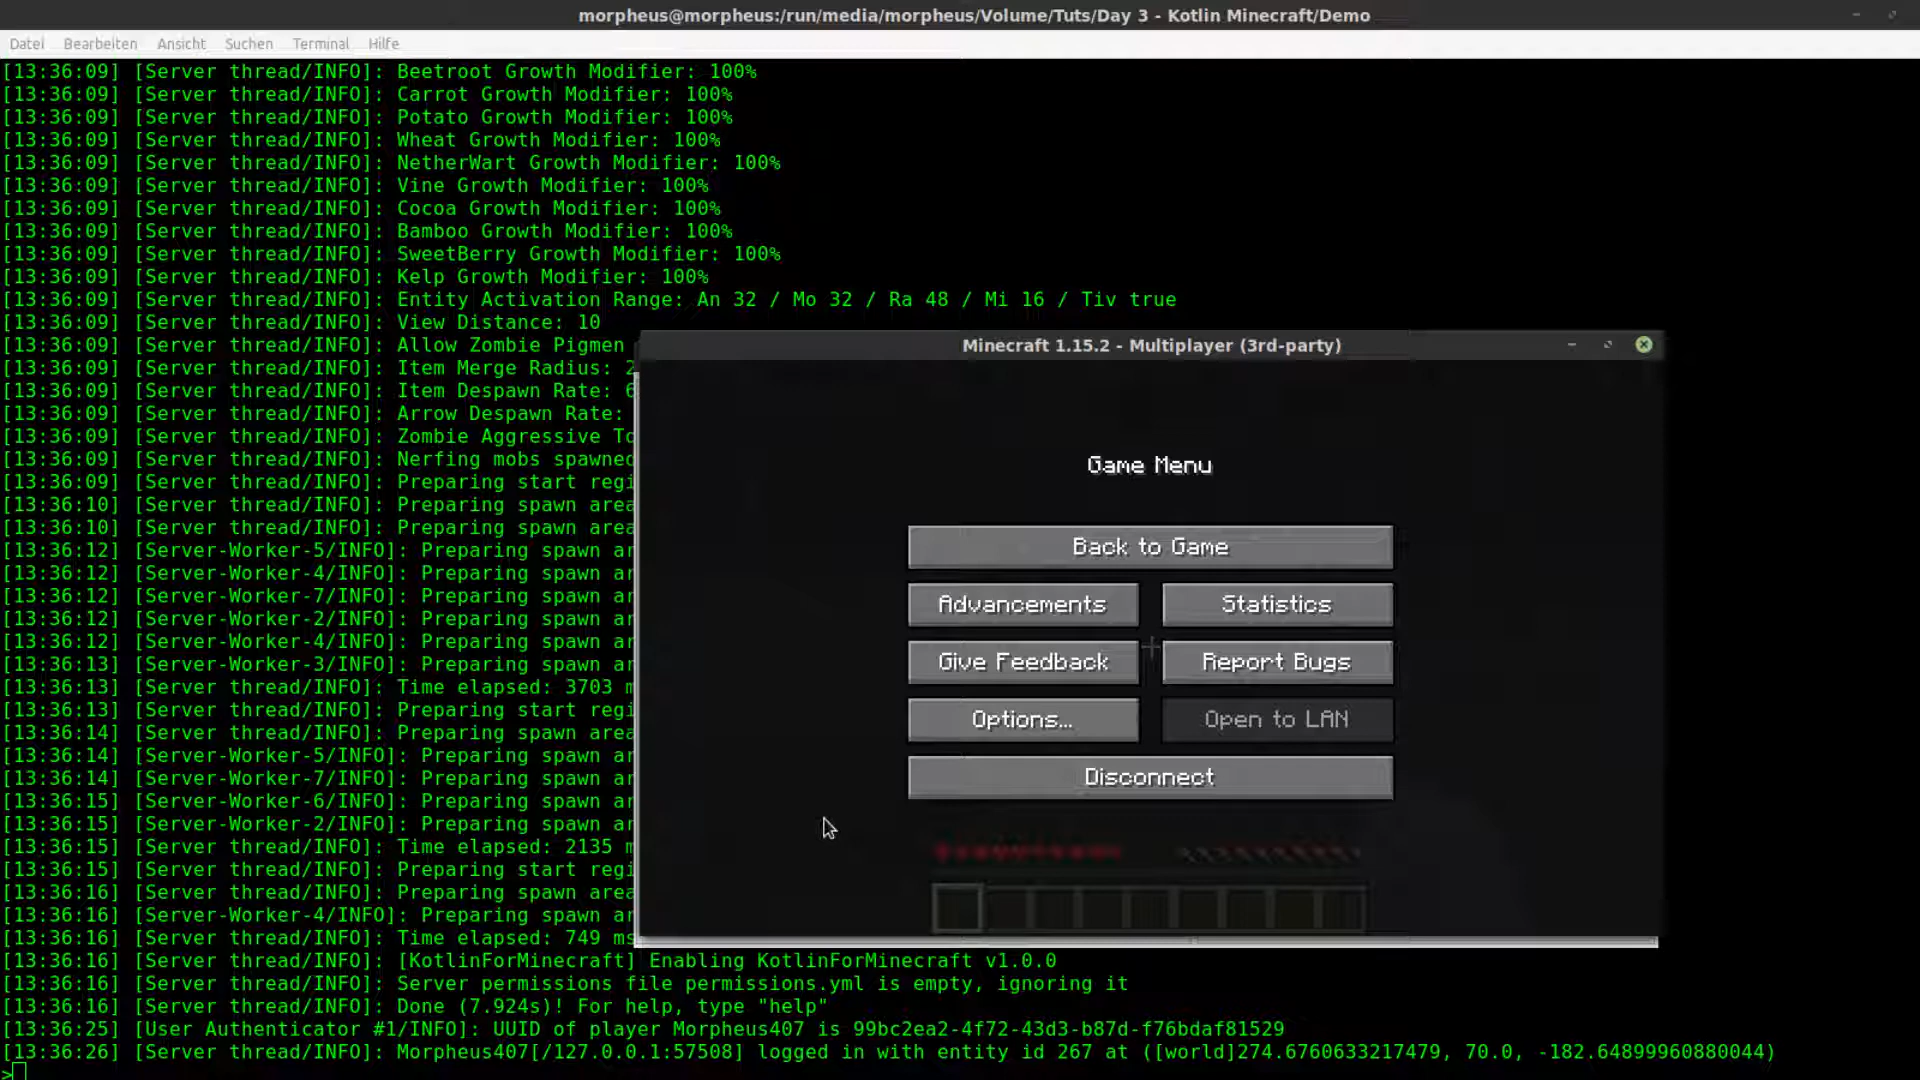 morpheus@morpheus:/run/media/morpheus/Volume/Tuts/Day 3 - Kotlin Minecraft/Demo
Datei Bearbeiten Ansicht Suchen Terminal Hilfe
[13:36:09] [Server thread/INFO]: Beetroot Growth Modifier: 100%
[13:36:09] [Server thread/INFO]: Carrot Growth Modifier: 100%
[13:36:09] [Server thread/INFO]: Potato Growth Modifier: 100%
[13:36:09] [Server thread/INFO]: Wheat Growth Modifier: 100%
[13:36:09] [Server thread/INFO]: NetherWart Growth Modifier: 100%
[13:36:09] [Server thread/INFO]: Vine Growth Modifier: 100%
[13:36:09] [Server thread/INFO]: Cocoa Growth Modifier: 100%
[13:36:09] [Server thread/INFO]: Bamboo Growth Modifier: 100%
[13:36:09] [Server thread/INFO]: SweetBerry Growth Modifier: 100%
[13:36:09] [Server thread/INFO]: Kelp Growth Modifier: 100%
[13:36:09] [Server thread/INFO]: Entity Activation Range: An 32 / Mo 32 / Ra 48 / Mi 16 / Tiv true
[13:36:09] [Server thread/INFO]: View Distance: 10
[13:36:09] [Server thread/INFO]: Allow Zombie Pigmen
[13:36:09] [Server thread/INFO]: Item Merge Radius: 2
[13:36:09] [Server thread/INFO]: Item Despawn Rate: 6
[13:36:09] [Server thread/INFO]: Arrow Despawn Rate:
[13:36:09] [Server thread/INFO]: Zombie Aggressive To
[13:36:09] [Server thread/INFO]: Nerfing mobs spawned
[13:36:09] [Server thread/INFO]: Preparing start regi
[13:36:10] [Server thread/INFO]: Preparing spawn area
[13:36:10] [Server thread/INFO]: Preparing spawn area
[13:36:12] [Server-Worker-5/INFO]: Preparing spawn ar
[13:36:12] [Server-Worker-4/INFO]: Preparing spawn ar
[13:36:12] [Server-Worker-7/INFO]: Preparing spawn ar
[13:36:12] [Server-Worker-2/INFO]: Preparing spawn ar
[13:36:12] [Server-Worker-4/INFO]: Preparing spawn ar
[13:36:13] [Server-Worker-3/INFO]: Preparing spawn ar
[13:36:13] [Server thread/INFO]: Time elapsed: 3703 m
[13:36:13] [Server thread/INFO]: Preparing start regi
[13:36:14] [Server thread/INFO]: Preparing spawn area
[13:36:14] [Server-Worker-5/INFO]: Preparing spawn ar
[13:36:14] [Server-Worker-7/INFO]: Preparing spawn ar
[13:36:15] [Server-Worker-6/INFO]: Preparing spawn ar
[13:36:15] [Server-Worker-2/INFO]: Preparing spawn ar
[13:36:15] [Server thread/INFO]: Time elapsed: 2135 m
[13:36:15] [Server thread/INFO]: Preparing start regi
[13:36:16] [Server thread/INFO]: Preparing spawn area
[13:36:16] [Server-Worker-4/INFO]: Preparing spawn ar
[13:36:16] [Server thread/INFO]: Time elapsed: 749 ms
[13:36:16] [Server thread/INFO]: [KotlinForMinecraft] Enabling KotlinForMinecraft v1.0.0
[13:36:16] [Server thread/INFO]: Server permissions file permissions.yml is empty, ignoring it
[13:36:16] [Server thread/INFO]: Done (7.924s)! For help, type "help"
[13:36:25] [User Authenticator #1/INFO]: UUID of player Morpheus407 is 99bc2ea2-4f72-43d3-b87d-f76bdaf81529
[13:36:26] [Server thread/INFO]: Morpheus407[/127.0.0.1:57508] logged in with entity id 267 at ([world]274.6760633217479, 70.0, -182.64899960880044)
>
Minecraft 1.15.2 - Multiplayer (3rd-party)
Game Menu
Back to Game
Advancements Statistics
Give Feedback Report Bugs
Options... Open to LAN
Disconnect